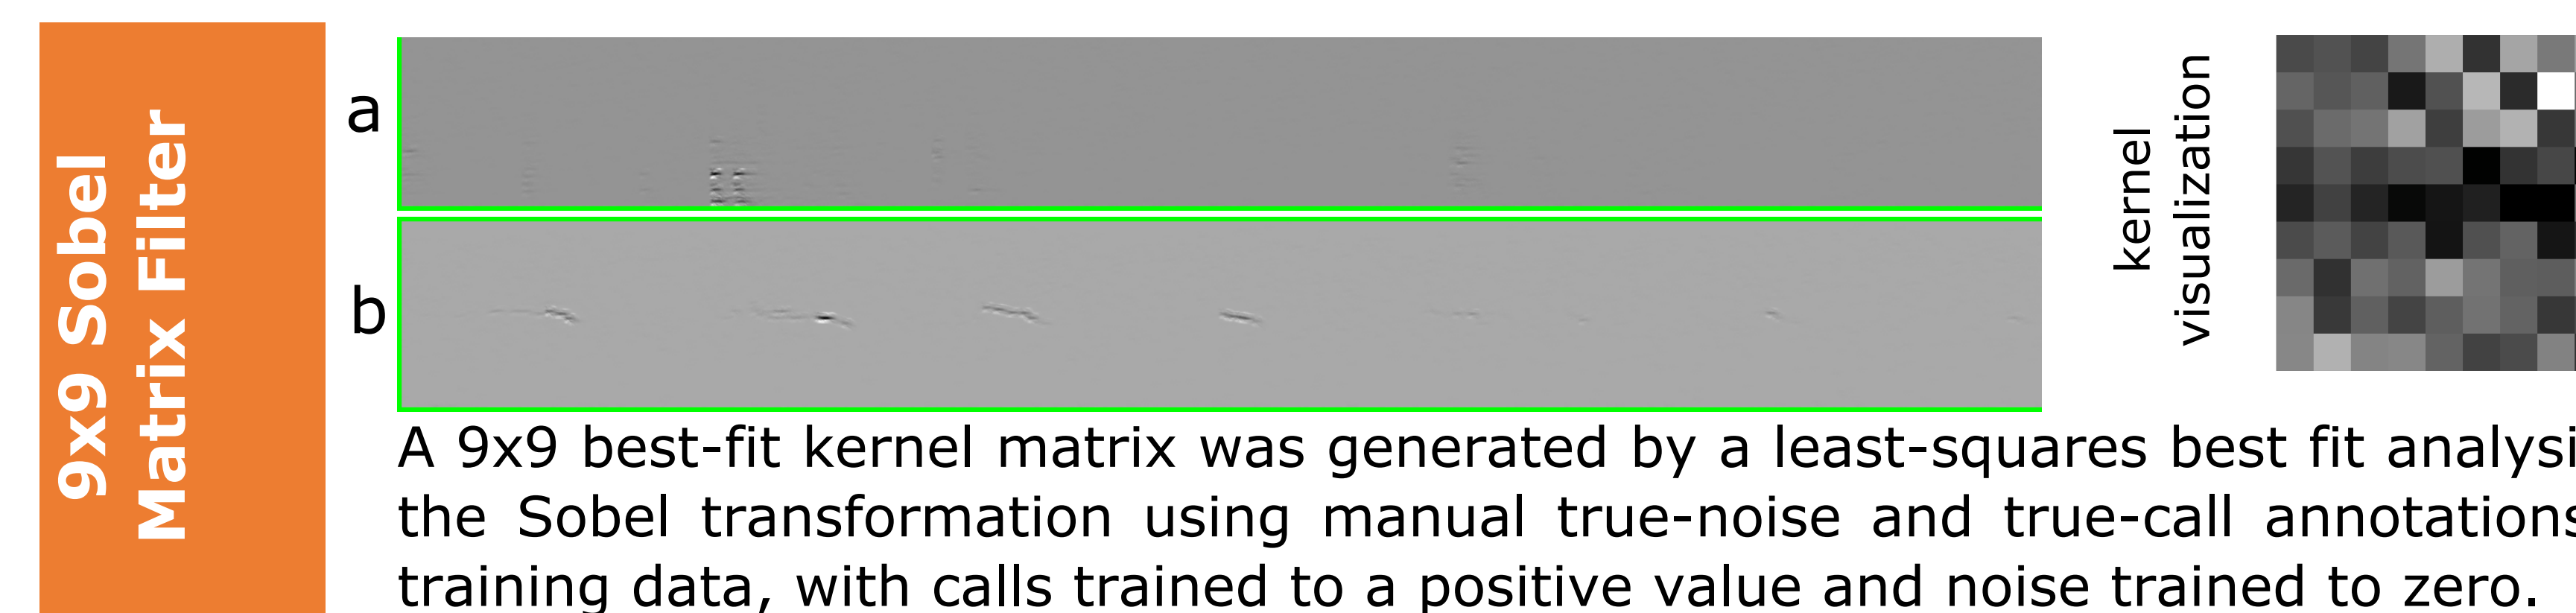 9x9 Sobel
Matrix Filter
a
b
kernel
visualization
A 9x9 best-fit kernel matrix was generated by a least-squares best fit analysi
the Sobel transformation using manual true-noise and true-call annotations
training data, with calls trained to a positive value and noise trained to zero.